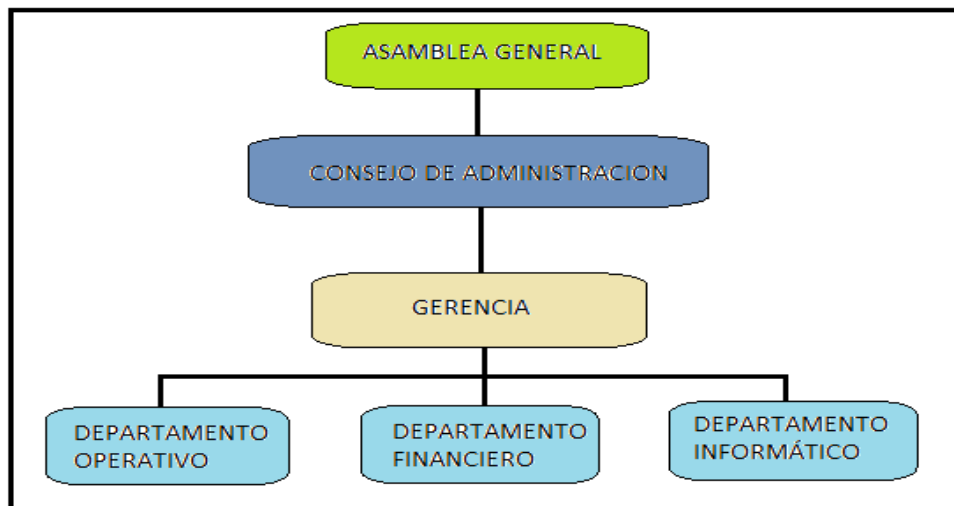 ASAMBLEA GENERAL
CONSEJO DE ADMINISTRACION
GERENCIA
DEPARTAMENTO
OPERATIVO
DEPARTAMENTO
FINANCIERO
DEPARTAMENTO
INFORMÁTICO